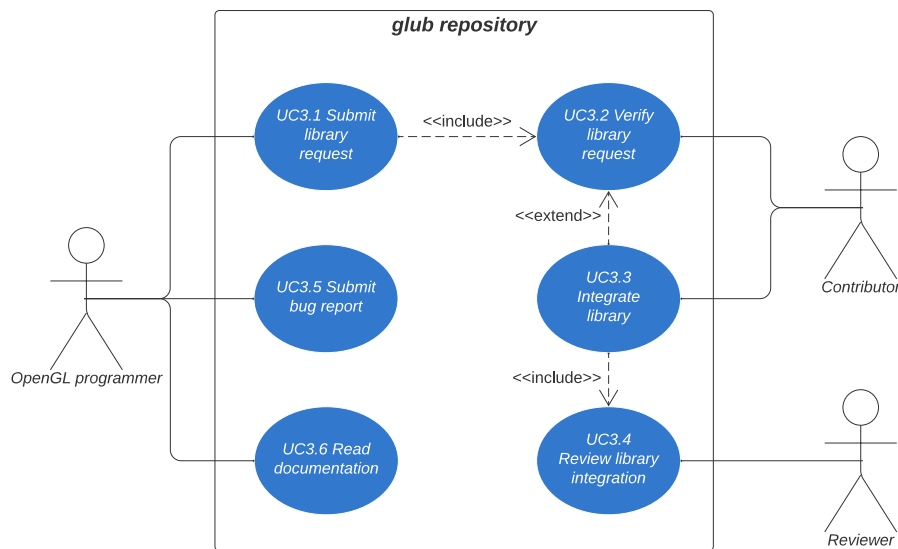 glub repository
UC3.1 Submit
library
request
<<include>>
UC3.2 Verify
library
request
<<extend>>
UC3.5 Submit
bug report
UC3.3
Integrate
library
Contributor
OpenGL programmer
<<include>>
UC3.6 Read
documentation
UC3.4
Review library
integration
Reviewer